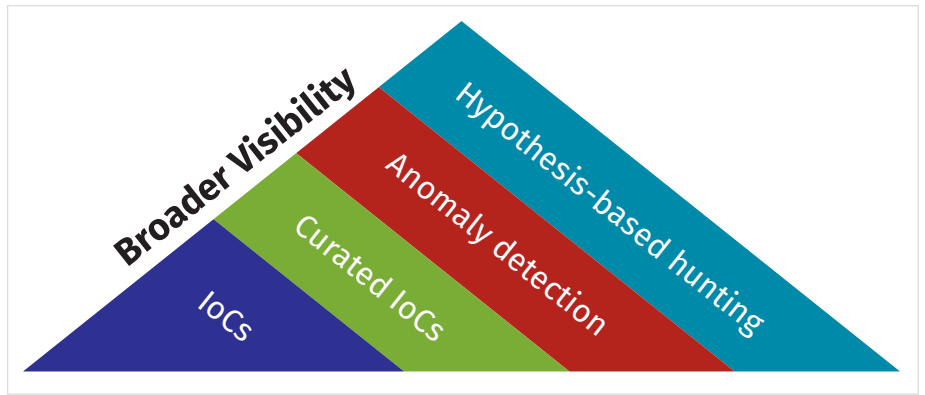 Broader Visibility
IoCs
Curated IoCs
Anomaly detection
Hypothesis-based hunting